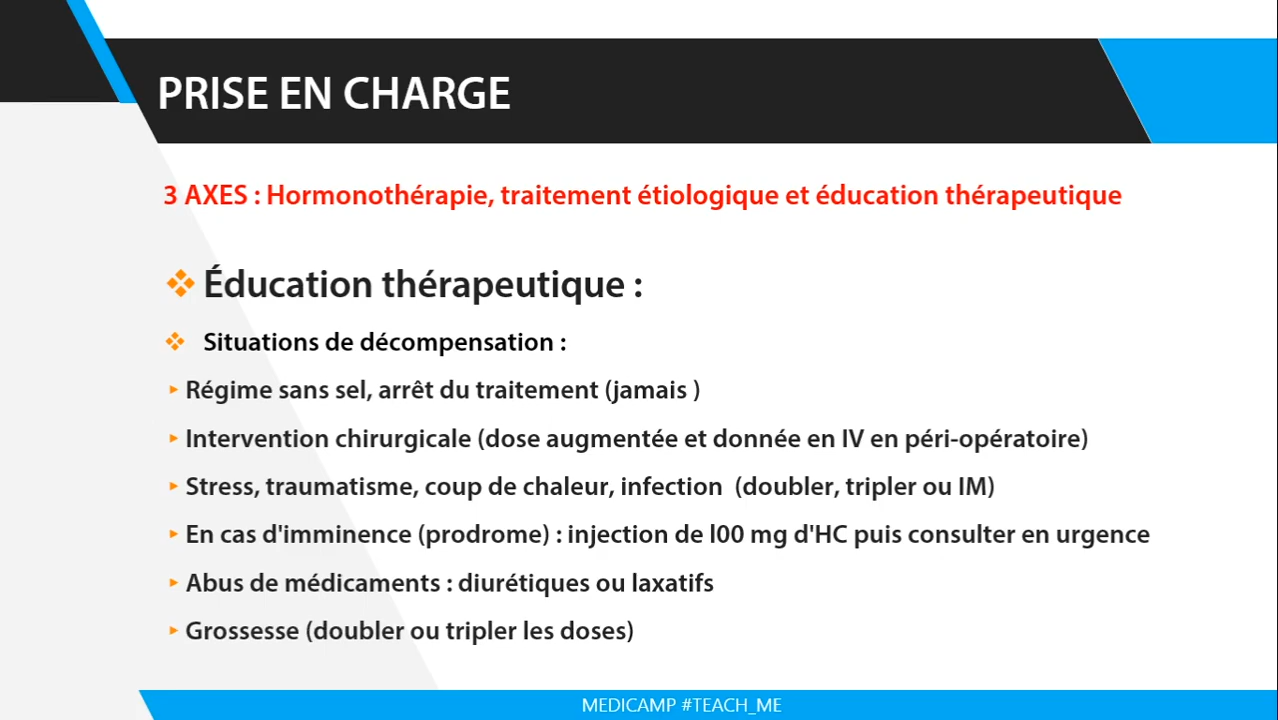 PRISE EN CHARGE
3 AXES : Hormonothérapie, traitement étiologique et éducation thérapeutique
Éducation thérapeutique :
Situations de décompensation :
Régime sans sel, arrêt du traitement (jamais )
Intervention chirurgicale (dose augmentée et donnée en IV en péri-opératoire)
Stress, traumatisme, coup de chaleur, infection  (doubler, tripler ou IM)
En cas d'imminence (prodrome) : injection de l00 mg d'HC puis consulter en urgence
Abus de médicaments : diurétiques ou laxatifs
Grossesse (doubler ou tripler les doses)
MEDICAMP #TEACH_ME